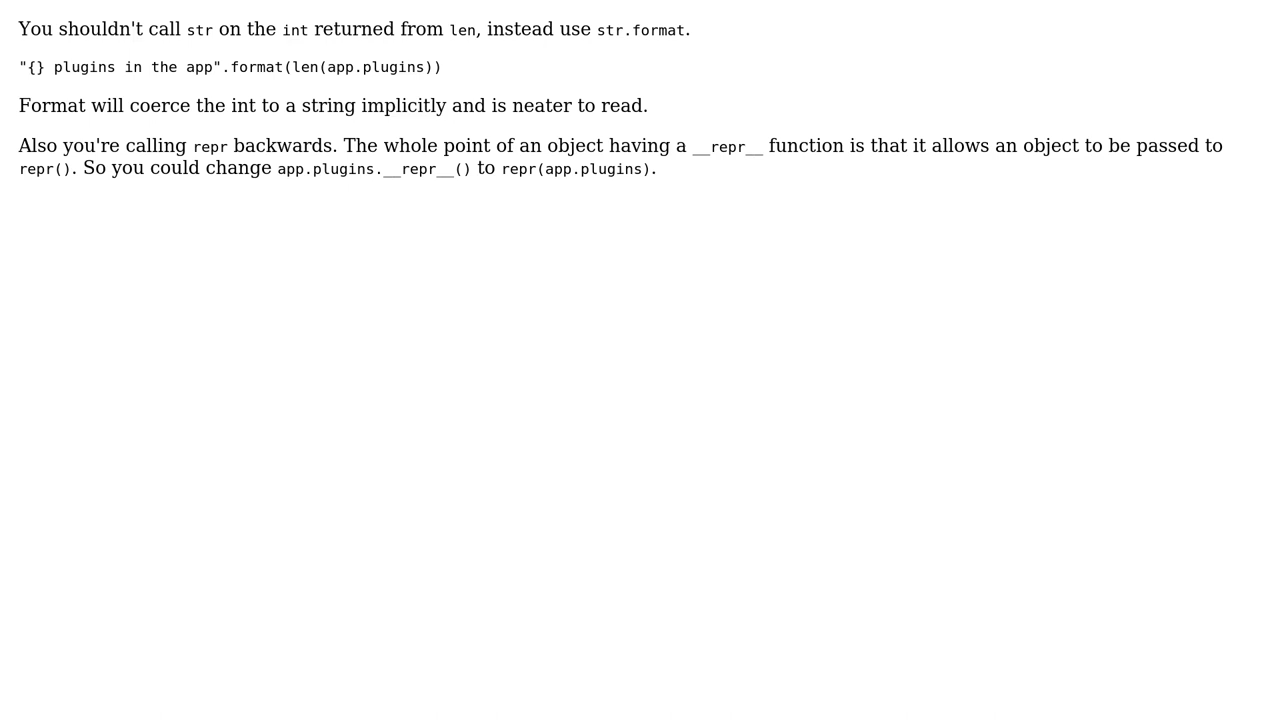 You shouldn't call str on the int returned from len, instead use str.format.
"{} plugins in the app".format(len(app.plugins))
Format will coerce the int to a string implicitly and is neater to read.
Also you're calling repr backwards. The whole point of an object having a __repr__ function is that it allows an object to be passed to
repr(). So you could change app.plugins.__repr__() to repr(app.plugins).